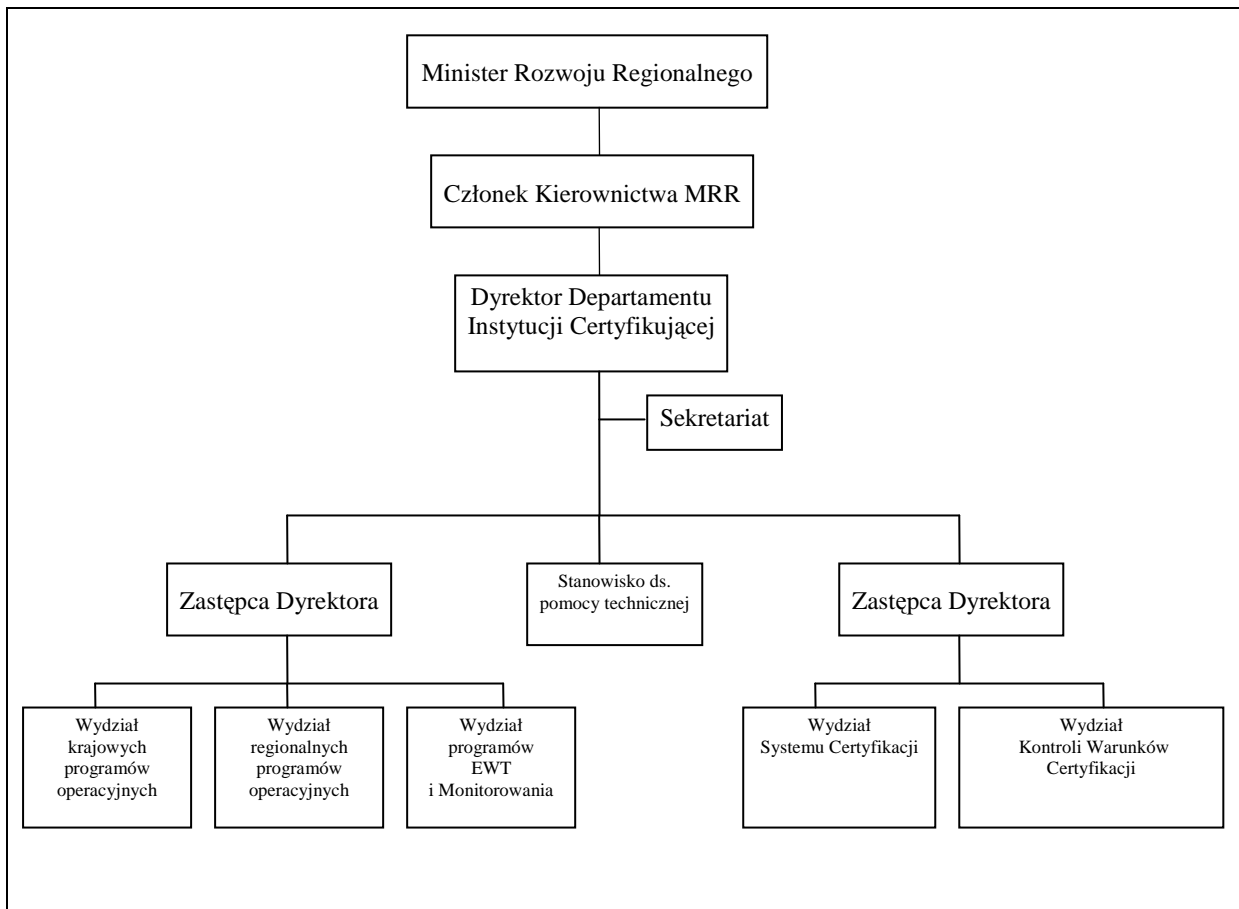 Minister Rozwoju Regionalnego
Członek Kierownictwa MRR
Dyrektor Departamentu
Instytucji Certyfikującej
Sekretariat
Zastępca Dyrektora
Stanowisko ds.
pomocy technicznej
Zastępca Dyrektora
Wydział
krajowych
programów
operacyjnych
Wydział
regionalnych
programów
operacyjnych
Wydział
programów
EWT
i Monitorowania
Wydział
Systemu Certyfikacji
Wydział
Kontroli Warunków
Certyfikacji